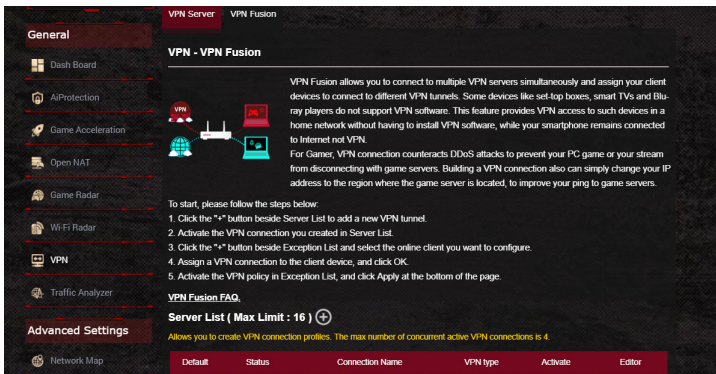 VPN Server VPN Fusion
General
VPN - VPN Fusion
Dash Board
AiProtection
Game Acceleration
Open NAT
Game Radar
Wi-Fi Radar
VPN
Traffic Analyzer
Advanced Settings
Network Map
VPN
VPN Fusion allows you to connect to multiple VPN servers simultaneously and assign your client
devices to connect to different VPN tunnels. Some devices like set-top boxes, smart TVs and Blu-
ray players do not support VPN software. This feature provides VPN access to such devices in a
home network without having to install VPN software, while your smartphone remains connected
to Internet not VPN.
For Gamer, VPN connection counteracts DDoS attacks to prevent your PC game or your stream
from disconnecting with game servers. Building a VPN connection also can simply change your IP
address to the region where the game server is located, to improve your ping to game servers.
To start, please follow the steps below:
1. Click the "+" button beside Server List to add a new VPN tunnel.
2. Activate the VPN connection you created in Server List.
3. Click the "+" button beside Exception List and select the online client you want to configure.
4. Assign a VPN connection to the client device, and click OK.
5. Activate the VPN policy in Exception List, and click Apply at the bottom of the page.
VPN Fusion FAQ.
Server List ( Max Limit : 16 )
Allows you to create VPN connection profiles. The max number of concurrent active VPN connections is 4.
Default Status Connection Name VPN type Activate Editor